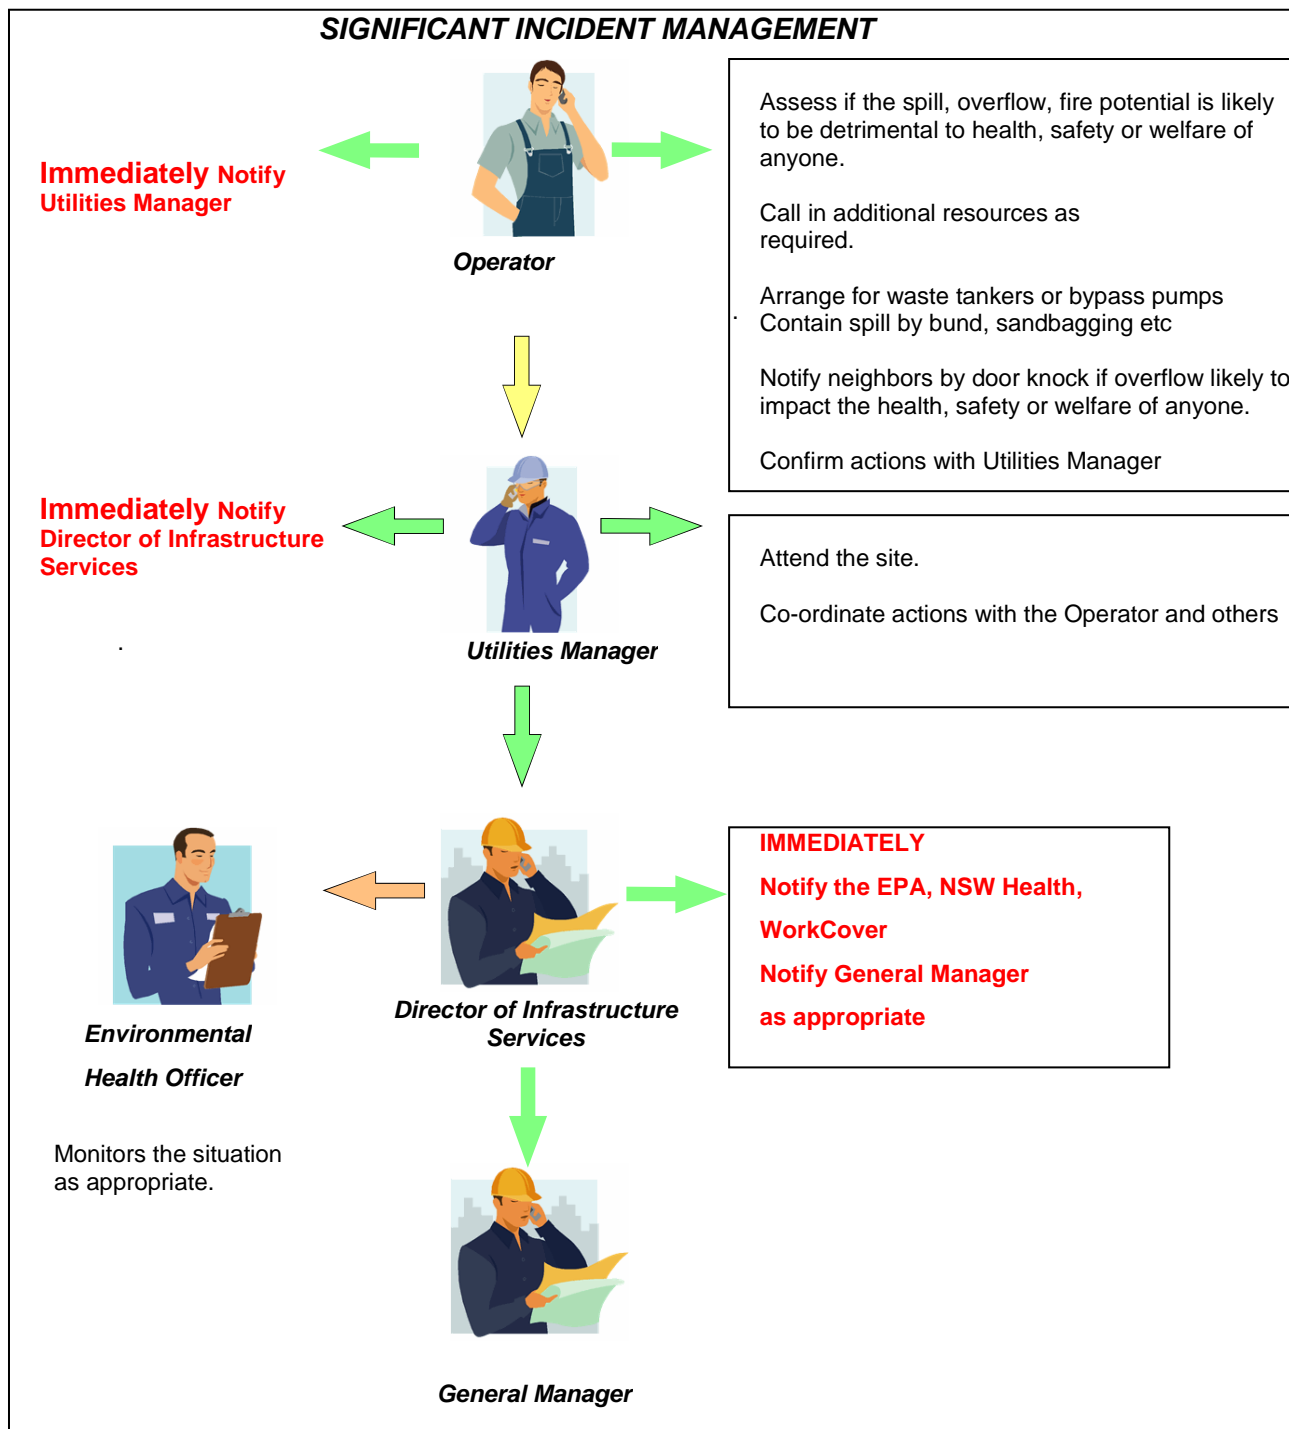 SIGNIFICANT INCIDENT MANAGEMENT
Immediately Notify
Utilities Manager
Operator
Assess if the spill, overflow, fire potential is likely
to be detrimental to health, safety or welfare of
anyone.
Call in additional resources as
required.
Arrange for waste tankers or bypass pumps
.
Contain spill by bund, sandbagging etc
Notify neighbors by door knock if overflow likely to
impact the health, safety or welfare of anyone.
Confirm actions with Utilities Manager
Immediately Notify
Director of Infrastructure
Services
.
Utilities Manager
Attend the site.
Co-ordinate actions with the Operator and others
Environmental
Health Officer
Monitors the situation
as appropriate.
Director of Infrastructure
Services
IMMEDIATELY
Notify the EPA, NSW Health,
WorkCover
Notify General Manager
as appropriate
General Manager